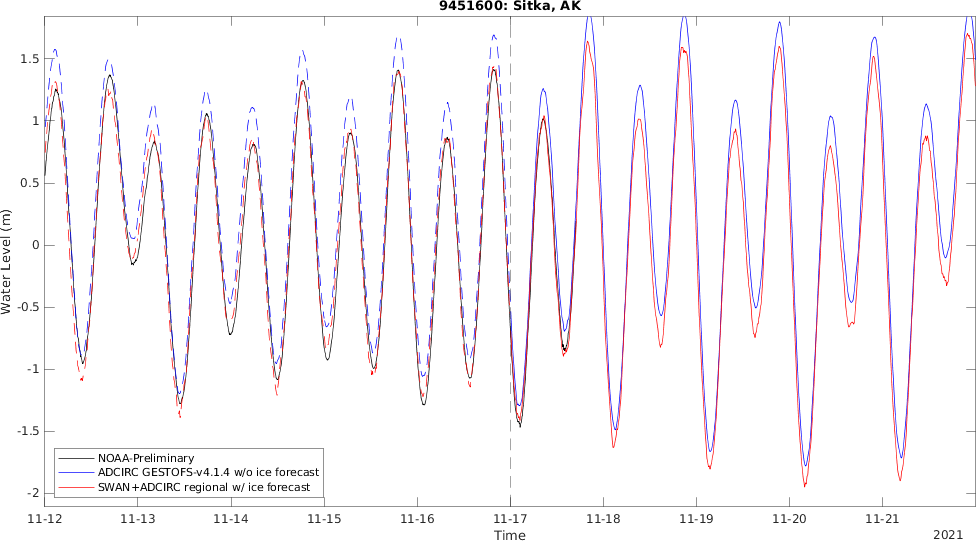 9451600: Sitka, AK
Water Level (m)
1.5
1
0.5
0
-0.5
-1
-1.5
-2
NOAA-Preliminary
ADCIRC GESTOFS-v4.1.4 w/o ice forecast
SWAN+ADCIRC regional w/ ice forecast
11-12 11-13 11-14 11-15 11-16 11-17 11-18 11-19 11-20 11-21
Time
2021